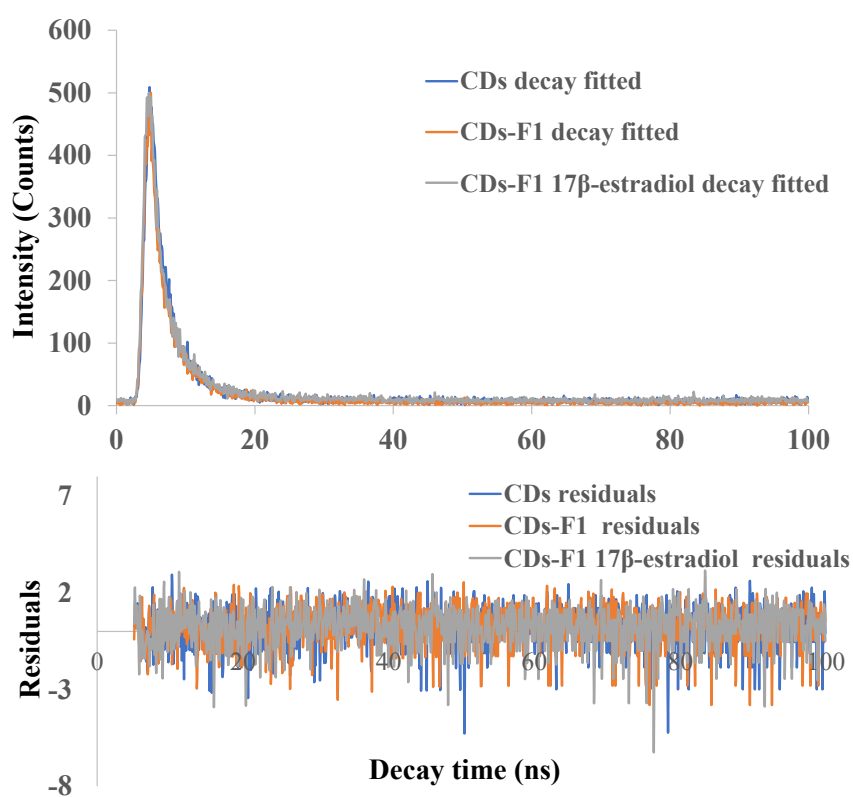 600
500
400
300
200
100
0
Intensity (Counts)
CDs decay fitted
CDs-F1 decay fitted
CDs-F1 17β-estradiol decay fitted
0 20 40 60 80 100
7
2
-3
-8
Residuals
CDs residuals
CDs-F1 residuals
CDs-F1 17β-estradiol residuals
0 20 40 60 80 100
Decay time (ns)